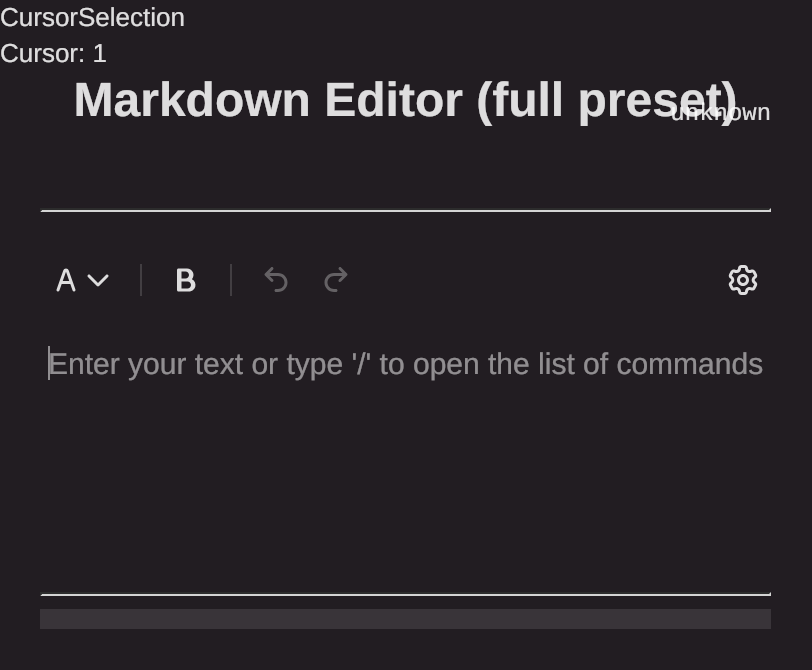 CursorSelection
Cursor: 1
Markdown Editor (full preset)
unknown
A
B
Enter your text or type '/' to open the list of commands